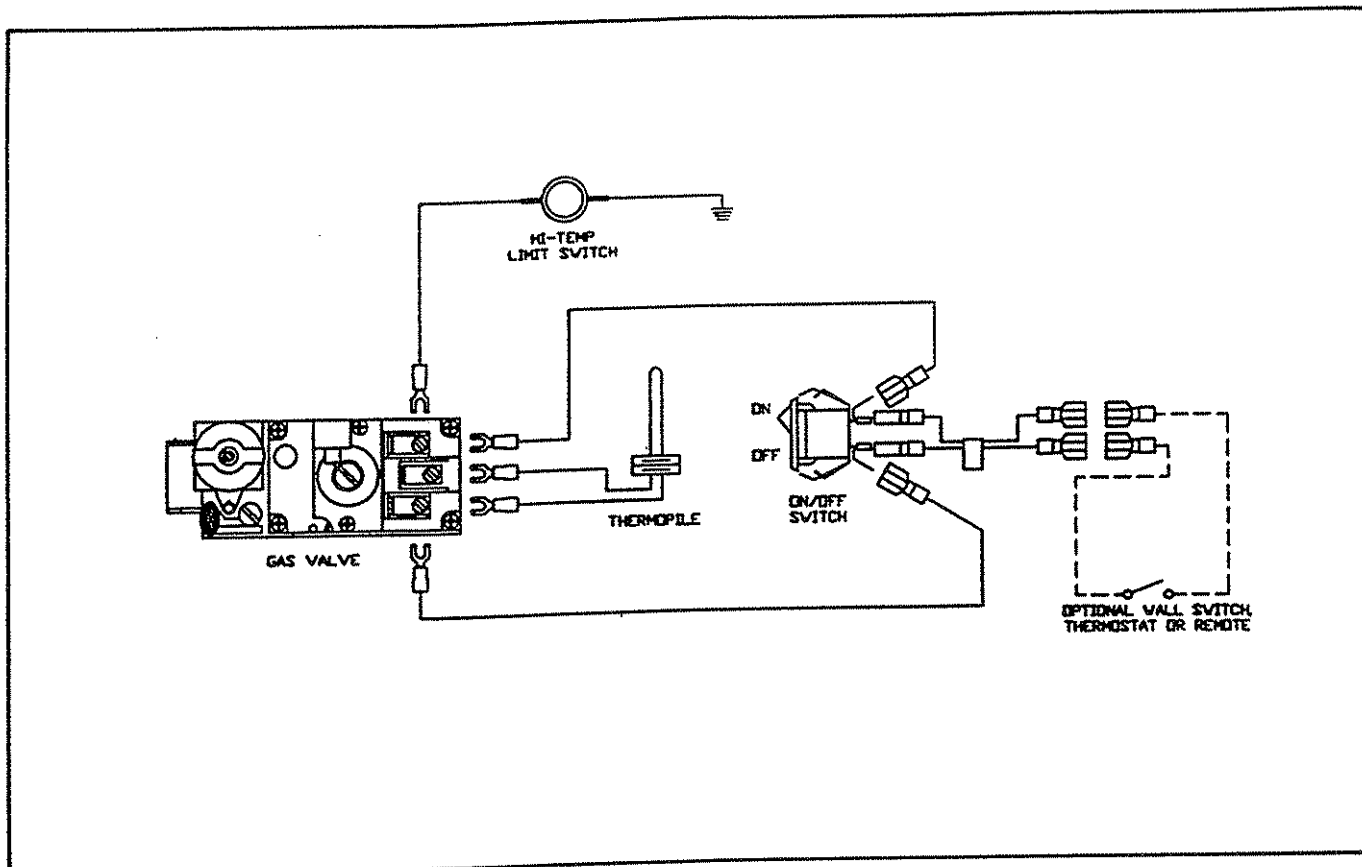 HI-TEMP
LIMIT SWITCH
ON
OFF
ON/OFF
SWITCH
THERMOPILE
GAS VALVE
OPTIONAL WALL SWITCH,
THERMOSTAT OR REMOTE